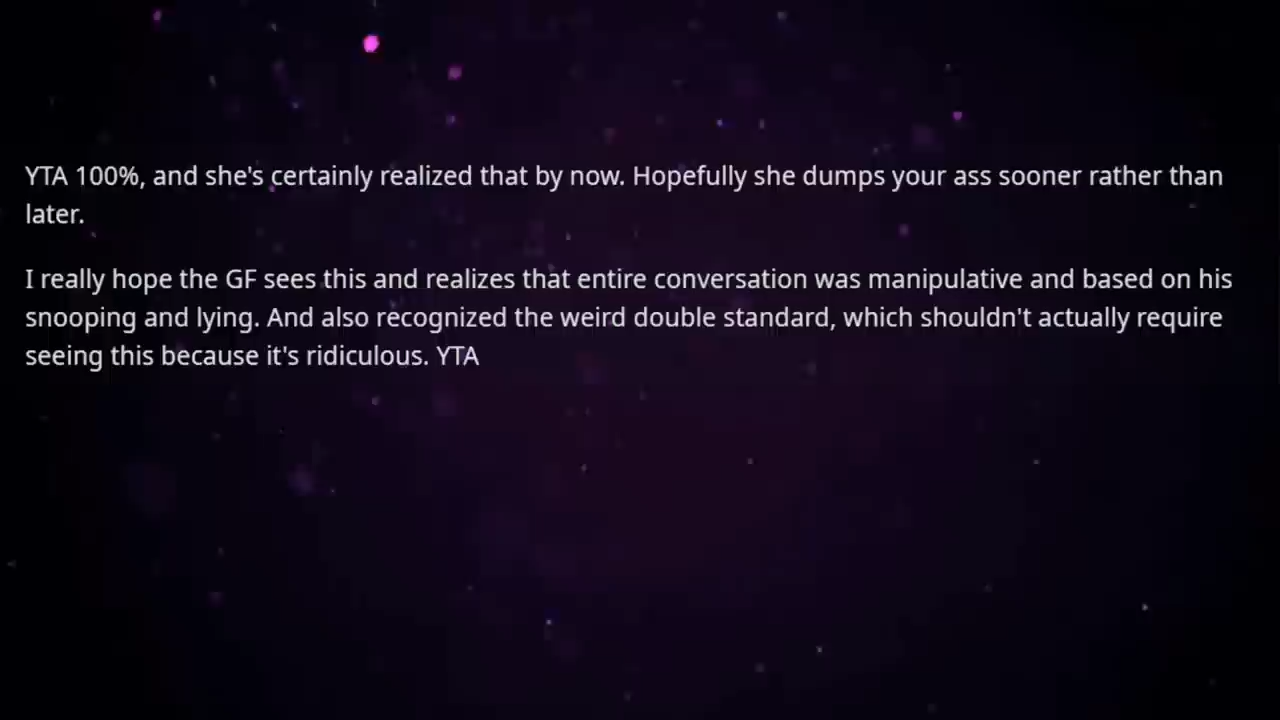 YTA 100%, and she's certainly realized that by now. Hopefully she dumps your ass sooner rather than
later.
I really hope the GF sees this and realizes that entire conversation was manipulative and based on his
snooping and lying. And also recognized the weird double standard, which shouldn't actually require
seeing this because it's ridiculous. YTA